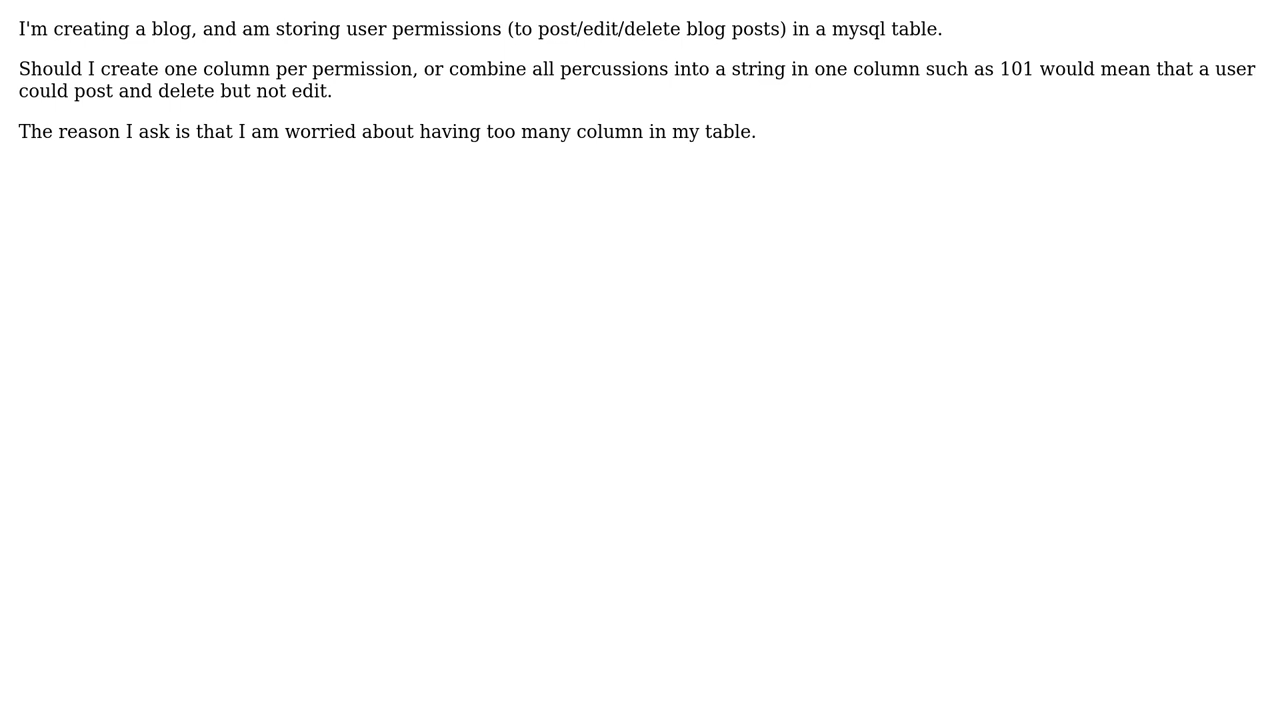 I'm creating a blog, and am storing user permissions (to post/edit/delete blog posts) in a mysql table.
Should I create one column per permission, or combine all percussions into a string in one column such as 101 would mean that a user
could post and delete but not edit.
The reason I ask is that I am worried about having too many column in my table.